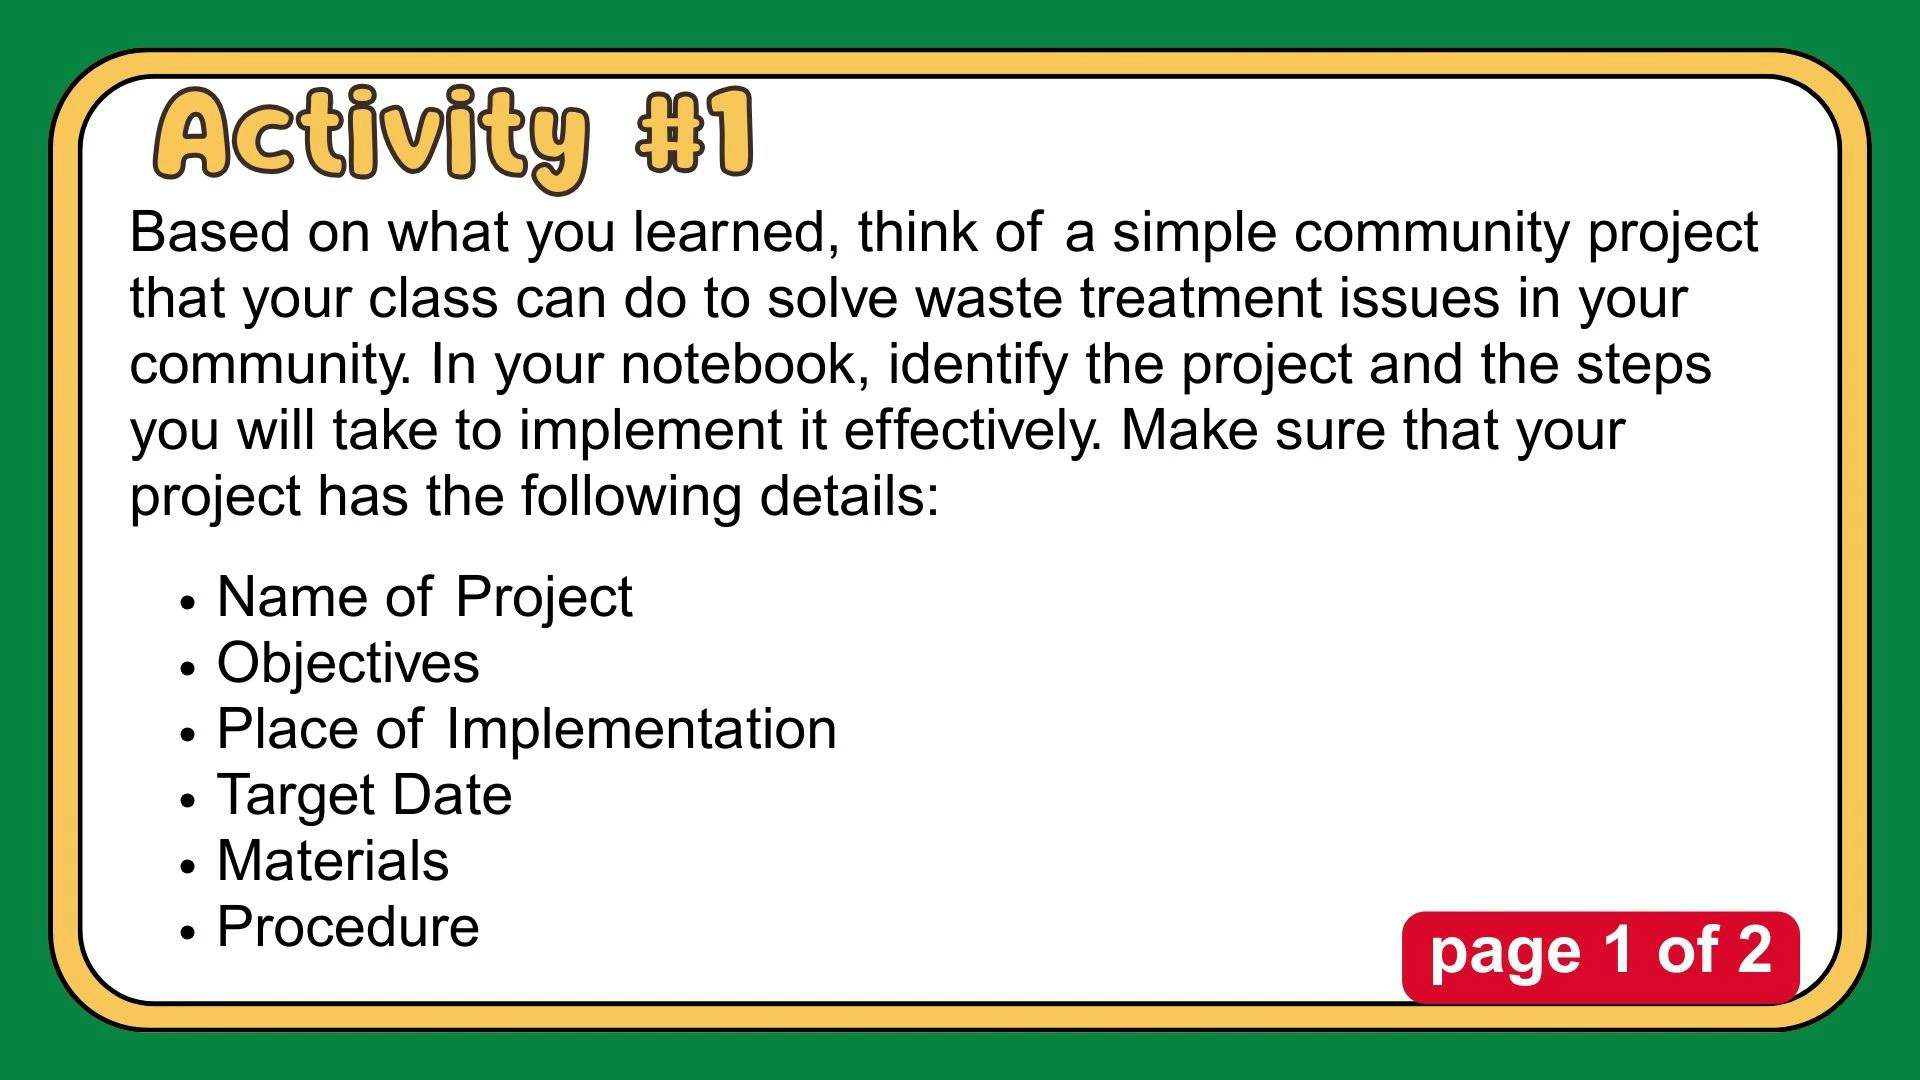 Activity #1
Based on what you learned, think of a simple community project
that your class can do to solve waste treatment issues in your
community. In your notebook, identify the project and the steps
you will take to implement it effectively. Make sure that your
project has the following details:
• Name of Project
• Objectives
• Place of Implementation
• Target Date
• Materials
• Procedure
page 1 of 2